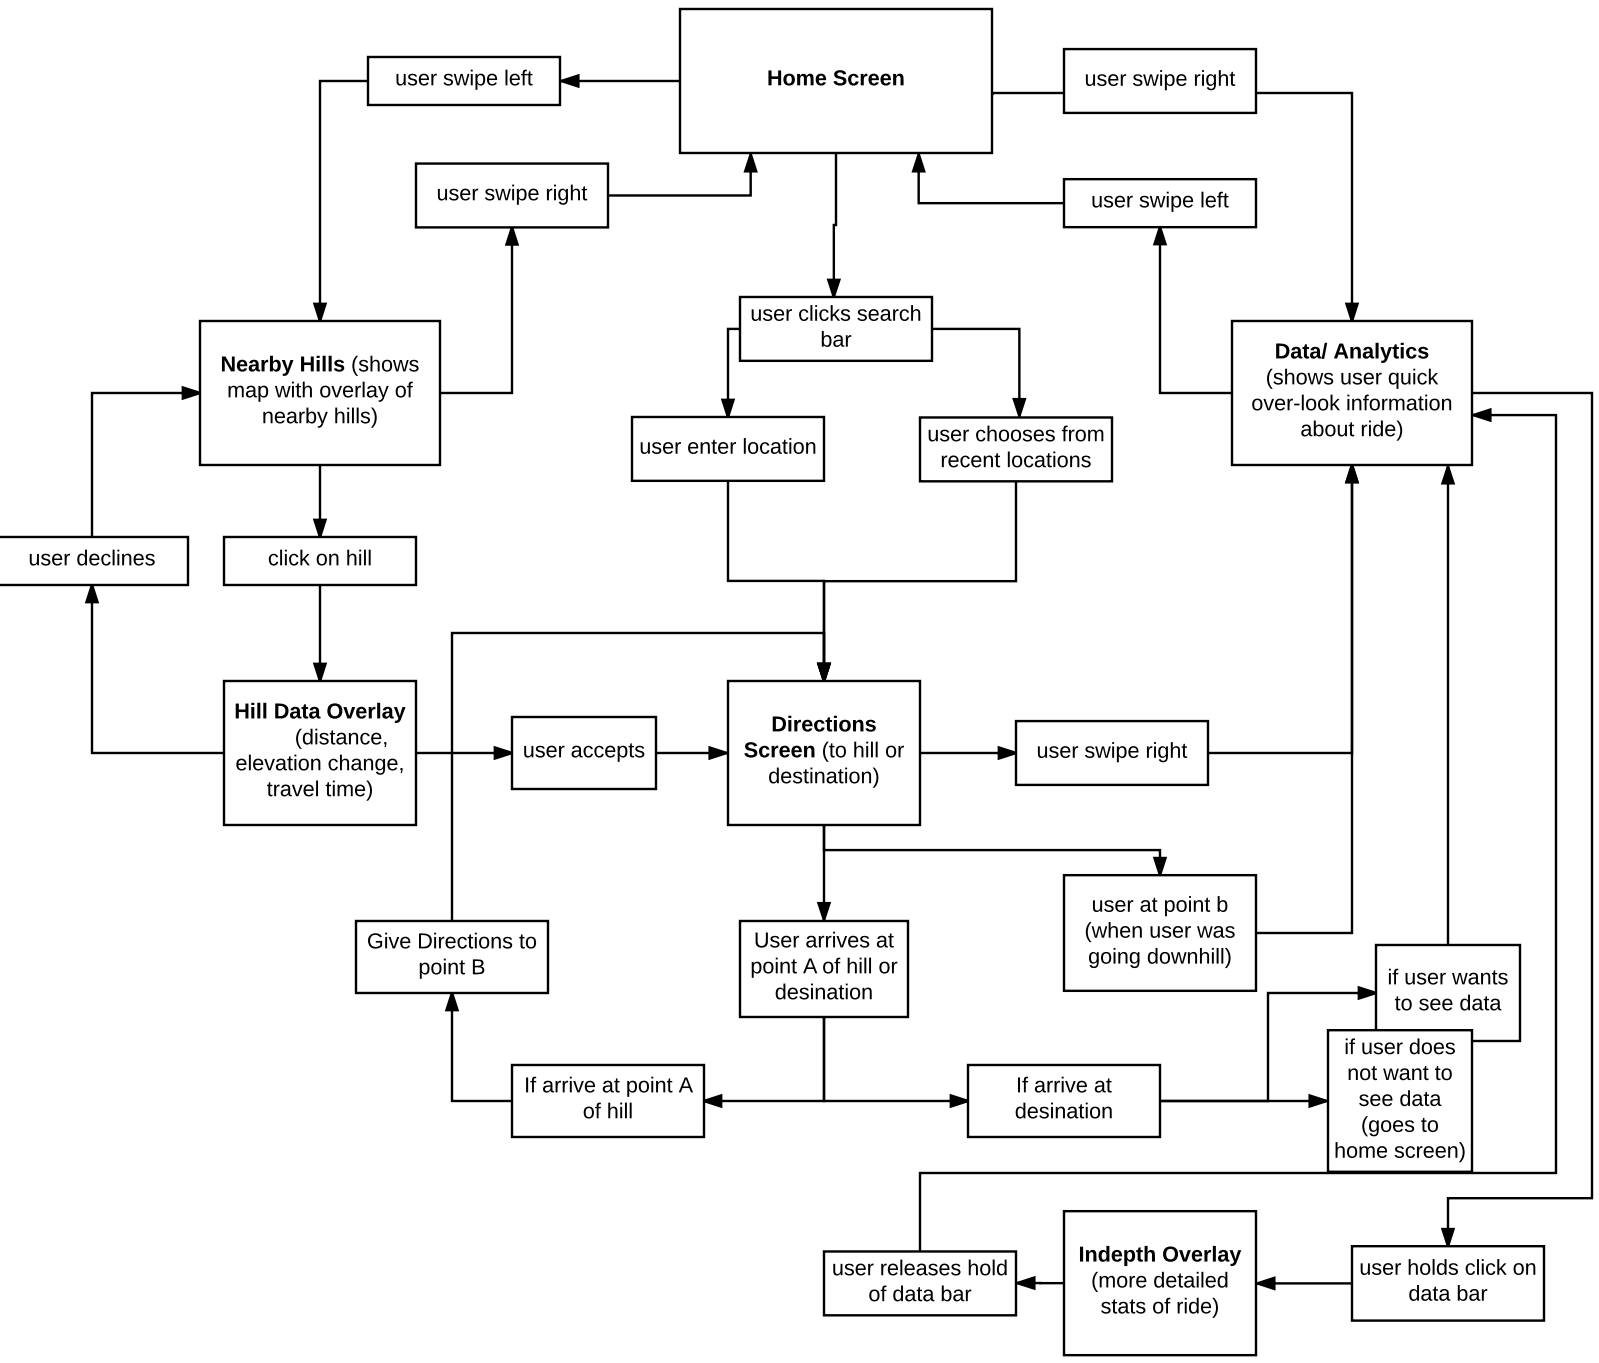 Home Screen
user swipe left
user swipe right
user swipe right
user swipe left
user clicks search
bar
Nearby Hills (shows
map with overlay of
nearby hills)
Data/ Analytics
(shows user quick
over-look information
about ride)
user enter location
user chooses from
recent locations
user declines
click on hill
Hill Data Overlay
(distance,
elevation change,
travel time)
user accepts
Directions
Screen (to hill or
destination)
user swipe right
Give Directions to
point B
User arrives at
point A of hill or
desination
user at point b
(when user was
going downhill)
if user wants
to see data
If arrive at point A
of hill
If arrive at
desination
if user does
not want to
see data
(goes to
home screen)
user releases hold
of data bar
Indepth Overlay
(more detailed
stats of ride)
user holds click on
data bar